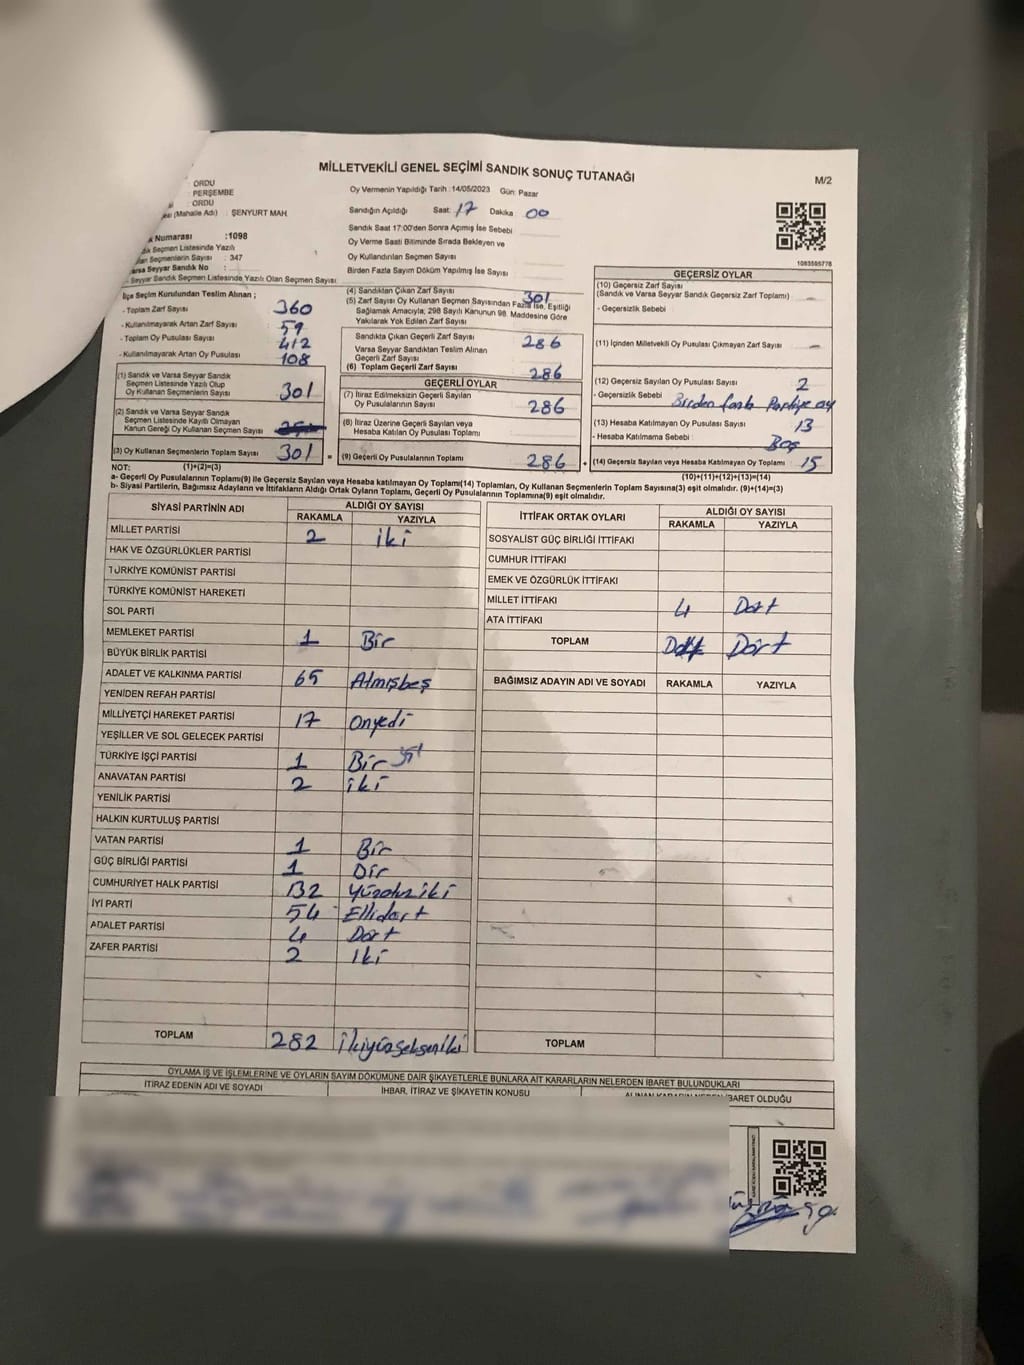 MİLLETVEKİLİ GENEL SEÇİMİ SANDIK SONUÇ TUTANAĞI
M/2
: ORDU
: PERŞEMBE
: ORDU
(Mahalle Adı) : ŞENYURT MAH.
Numarası :1098
Seçmen Listesinde Yazılı
Seçmenlerin Sayısı : 347
Varsa Seyyar Sandık No :
Seyyar Sandık Seçmen Listesinde Yazılı Olan Seçmen Sayısı
Oy Vermenin Yapıldığı Tarih :14/05/2023 Gün: Pazar
Sandığın Açıldığı Saat: 17 Dakika 00
Sandık Saat 17:00'den Sonra Açımış İse Sebebi
Oy Verme Saati Bitiminde Sırada Bekleyen ve
Oy Kullandırılan Seçmen Sayısı
Birden Fazla Sayım Döküm Yapılmış İse Sayısı
1083505778
İlçe Seçim Kurulundan Teslim Alınan ;
- Toplam Zarf Sayısı 360
- Kullanılmayarak Artan Zarf Sayısı 59
- Toplam Oy Pusulası Sayısı 412
- Kullanılmayarak Artan Oy Pusulası 108
(1) Sandık ve Varsa Seyyar Sandık
Seçmen Listesinde Yazılı Olup
Oy Kullanan Seçmenlerin Sayısı 301
(2) Sandık ve Varsa Seyyar Sandık
Seçmen Listesinde Kayıtlı Olmayan
Kanun Gereği Oy Kullanan Seçmen Sayısı
(3) Oy Kullanan Seçmenlerin Toplam Sayısı 301
(4) Sandıktan Çıkan Zarf Sayısı 301
(5) Zarf Sayısı Oy Kullanan Seçmen Sayısından Fazla İse, Eşitliği
Sağlamak Amacıyla, 298 Sayılı Kanunun 98. Maddesine Göre
Yakılarak Yok Edilen Zarf Sayısı
Sandıkta Çıkan Geçerli Zarf Sayısı 286
Varsa Seyyar Sandıktan Teslim Alınan
Geçerli Zarf Sayısı
(6) Toplam Geçerli Zarf Sayısı 286
GEÇERLİ OYLAR
(7) İtiraz Edilmeksizin Geçerli Sayılan
Oy Pusulalarının Sayısı 286
(8) İtiraz Üzerine Geçerli Sayılan veya
Hesaba Katılan Oy Pusulası Toplamı
= (9) Geçerli Oy Pusulalarının Toplamı 286
GEÇERSİZ OYLAR
(10) Geçersiz Zarf Sayısı
(Sandık ve Varsa Seyyar Sandık Geçersiz Zarf Toplamı) -
- Geçersizlik Sebebi
(11) İçinden Milletvekili Oy Pusulası Çıkmayan Zarf Sayısı -
(12) Geçersiz Sayılan Oy Pusulası Sayısı 2
- Geçersizlik Sebebi Birden fazla Partiye oy
(13) Hesaba Katılmayan Oy Pusulası Sayısı 13
- Hesaba Katılmama Sebebi Boş
+ (14) Geçersiz Sayılan veya Hesaba Katılmayan Oy Toplamı 15
NOT: (1)+(2)=(3) (10)+(11)+(12)+(13)=(14)
a- Geçerli Oy Pusulaları Toplamı(9) ile Geçersiz Sayılan veya Hesaba katılmayan Oy Toplamı(14) Toplamları, Oy Kullanan Seçmenlerin Toplam Sayısına(3) eşit olmalıdır. (9)+(14)=(3)
b- Siyasi Partilerin, Bağımsız Adayların ve İttifakların Aldığı Ortak Oyların Toplamı, Geçerli Oy Pusulalarının Toplamına(9) eşit olmalıdır.
SİYASİ PARTİNİN ADI ALDIĞI OY SAYISI
RAKAMLA YAZIYLA
MİLLET PARTİSİ 2 iki
HAK VE ÖZGÜRLÜKLER PARTİSİ
TÜRKİYE KOMÜNİST PARTİSİ
TÜRKİYE KOMÜNİST HAREKETİ
SOL PARTİ
MEMLEKET PARTİSİ 1 Bir
BÜYÜK BİRLİK PARTİSİ
ADALET VE KALKINMA PARTİSİ 65 Almışbeş
YENİDEN REFAH PARTİSİ
MİLLİYETÇİ HAREKET PARTİSİ 17 Onyedi
YEŞİLLER VE SOL GELECEK PARTİSİ
TÜRKİYE İŞÇİ PARTİSİ 1 Bir
ANAVATAN PARTİSİ 2 iki
YENİLİK PARTİSİ
HALKIN KURTULUŞ PARTİSİ
VATAN PARTİSİ 1 Bir
GÜÇ BİRLİĞİ PARTİSİ 1 Bir
CUMHURİYET HALK PARTİSİ 132
İYİ PARTİ 54 Ellidört
ADALET PARTİSİ 4 Dört
ZAFER PARTİSİ 2 İki
TOPLAM 282 ikiyüzsekseniki
İTTİFAK ORTAK OYLARI ALDIĞI OY SAYISI
RAKAMLA YAZIYLA
SOSYALİST GÜÇ BİRLİĞİ İTTİFAKI
CUMHUR İTTİFAKI
EMEK VE ÖZGÜRLÜK İTTİFAKI
MİLLET İTTİFAKI 4 Dört
ATA İTTİFAKI
TOPLAM Dört
BAĞIMSIZ ADAYIN ADI VE SOYADI RAKAMLA YAZIYLA
TOPLAM
OYLAMA İŞ VE İŞLEMLERİNE VE OYLARIN SAYIM DÖKÜMÜNE DAİR ŞİKAYETLERLE BUNLARA AİT KARARLARIN NELERDEN İBARET BULUNDUKLARI
İTİRAZ EDENİN ADI VE SOYADI İHBAR, İTİRAZ VE ŞİKAYETİN KONUSU İBARET OLDUĞU